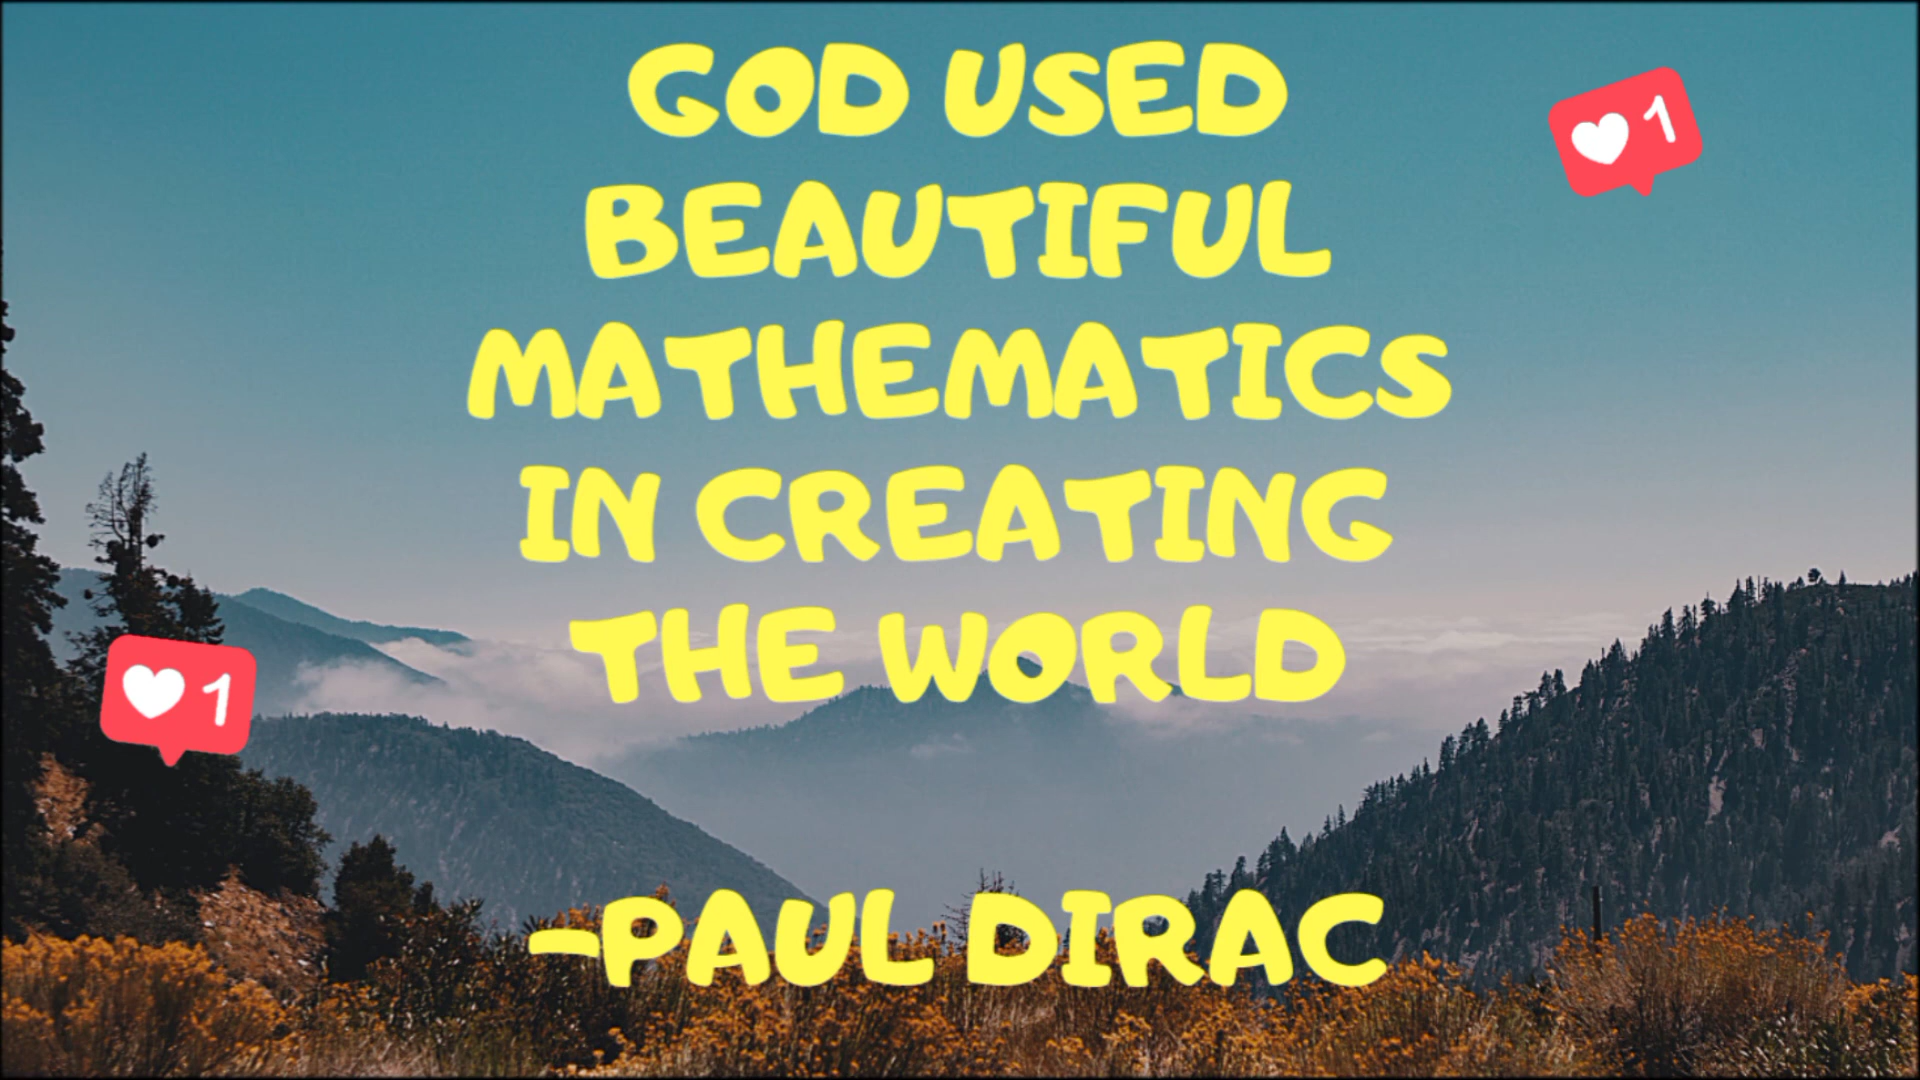 GOD USED
BEAUTIFUL
MATHEMATICS
IN CREATING
THE WORLD
-PAUL DIRAC
1
1